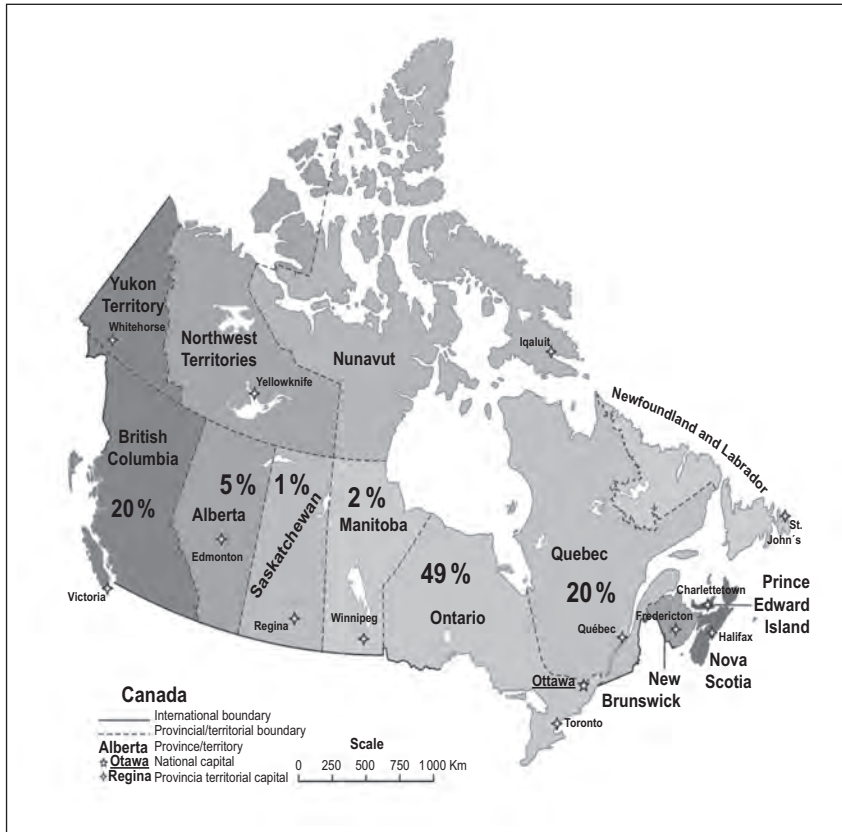 Yukon
Territory
Whitehorse
Northwest
Territories
Yellowknife
Nunavut
Iqaluit
Newfoundland and Labrador
British
Columbia
20 %
5 %
Alberta
Edmonton
1 %
Saskatchewan
2 %
Manitoba
49 %
Ontario
Quebec
20 %
St.
John´s
Victoria
Regina
Winnipeg
Québec
Charlettetown
Prince
Edward
Island
Fredericton
Halifax
Nova
Scotia
New
Brunswick
Ottawa
Toronto
Canada
International boundary
Provincial/territorial boundary
Alberta Province/territory
Otawa National capital
Regina Provincia territorial capital
Scale
0 250 500 750 1 000 Km